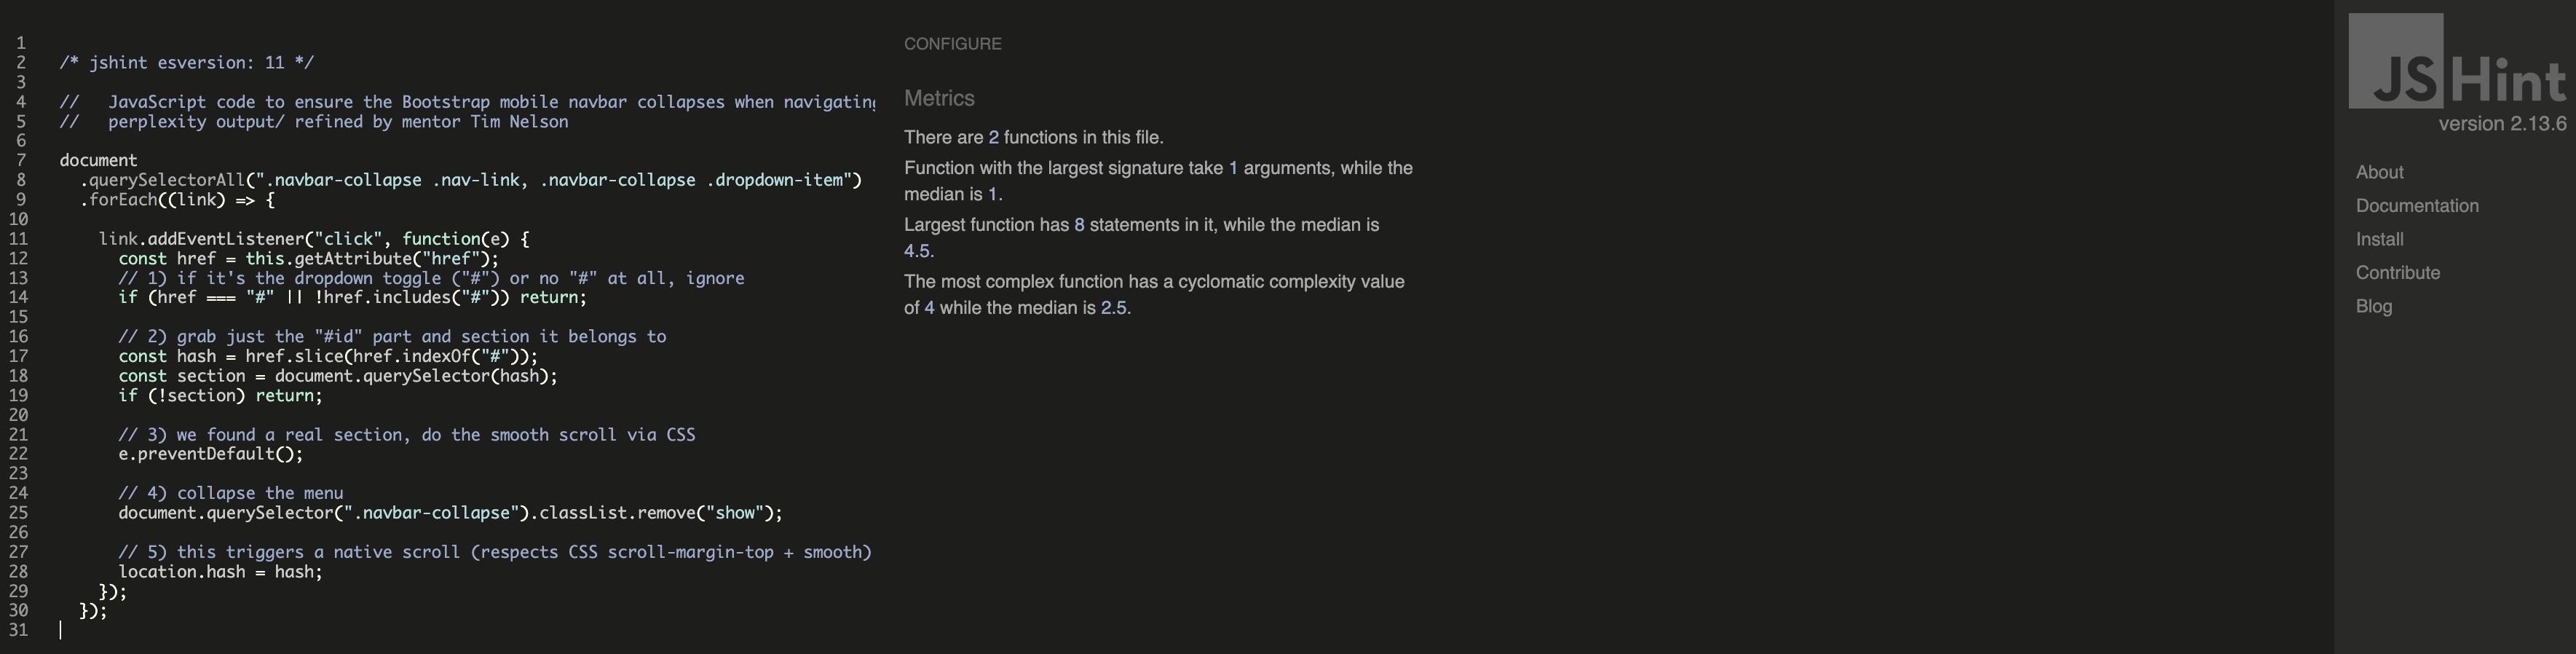 1
2 /* jshint esversion: 11 */
3
4 //   JavaScript code to ensure the Bootstrap mobile navbar collapses when navigating
5 //   perplexity output/ refined by mentor Tim Nelson
6
7 document
8   .querySelectorAll(".navbar-collapse .nav-link, .navbar-collapse .dropdown-item")
9   .forEach((link) => {
10
11     link.addEventListener("click", function(e) {
12       const href = this.getAttribute("href");
13       // 1) if it's the dropdown toggle ("#") or no "#" at all, ignore
14       if (href === "#" || !href.includes("#")) return;
15
16       // 2) grab just the "#id" part and section it belongs to
17       const hash = href.slice(href.indexOf("#"));
18       const section = document.querySelector(hash);
19       if (!section) return;
20
21       // 3) we found a real section, do the smooth scroll via CSS
22       e.preventDefault();
23
24       // 4) collapse the menu
25       document.querySelector(".navbar-collapse").classList.remove("show");
26
27       // 5) this triggers a native scroll (respects CSS scroll-margin-top + smooth)
28       location.hash = hash;
29     });
30   });
31
CONFIGURE
Metrics
There are 2 functions in this file.
Function with the largest signature take 1 arguments, while the
median is 1.
Largest function has 8 statements in it, while the median is
4.5.
The most complex function has a cyclomatic complexity value
of 4 while the median is 2.5.
JSHint
version 2.13.6
About
Documentation
Install
Contribute
Blog